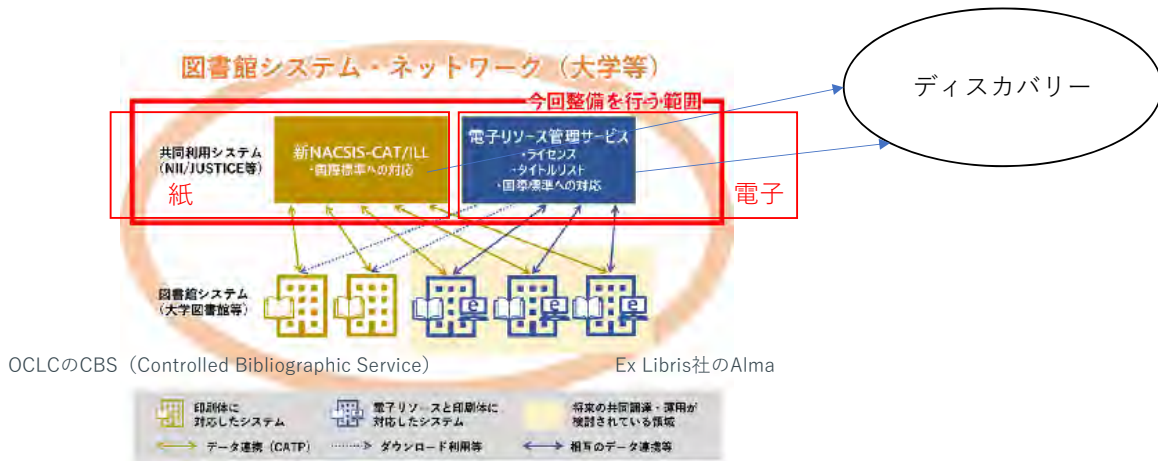 ディスカバリー
図書館システム・ネットワーク（大学等）
今回整備を行う範囲
共同利用システム
（NII/JUSTICE等）
新NACSIS-CAT/ILL
・国際標準への対応
電子リソース管理サービス
・ライセンス
・タイトルリスト
・国際標準への対応
紙
電子
図書館システム
（大学図書館等）
e
e
e
OCLCのCBS（Controlled Bibliographic Service）
Ex Libris社のAlma
印刷体に
対応したシステム
e
電子リソースと印刷体に
対応したシステム
将来の共同調達・運用が
検討されている領域
データ連携（CATP）
ダウンロード利用等
相互のデータ連携等